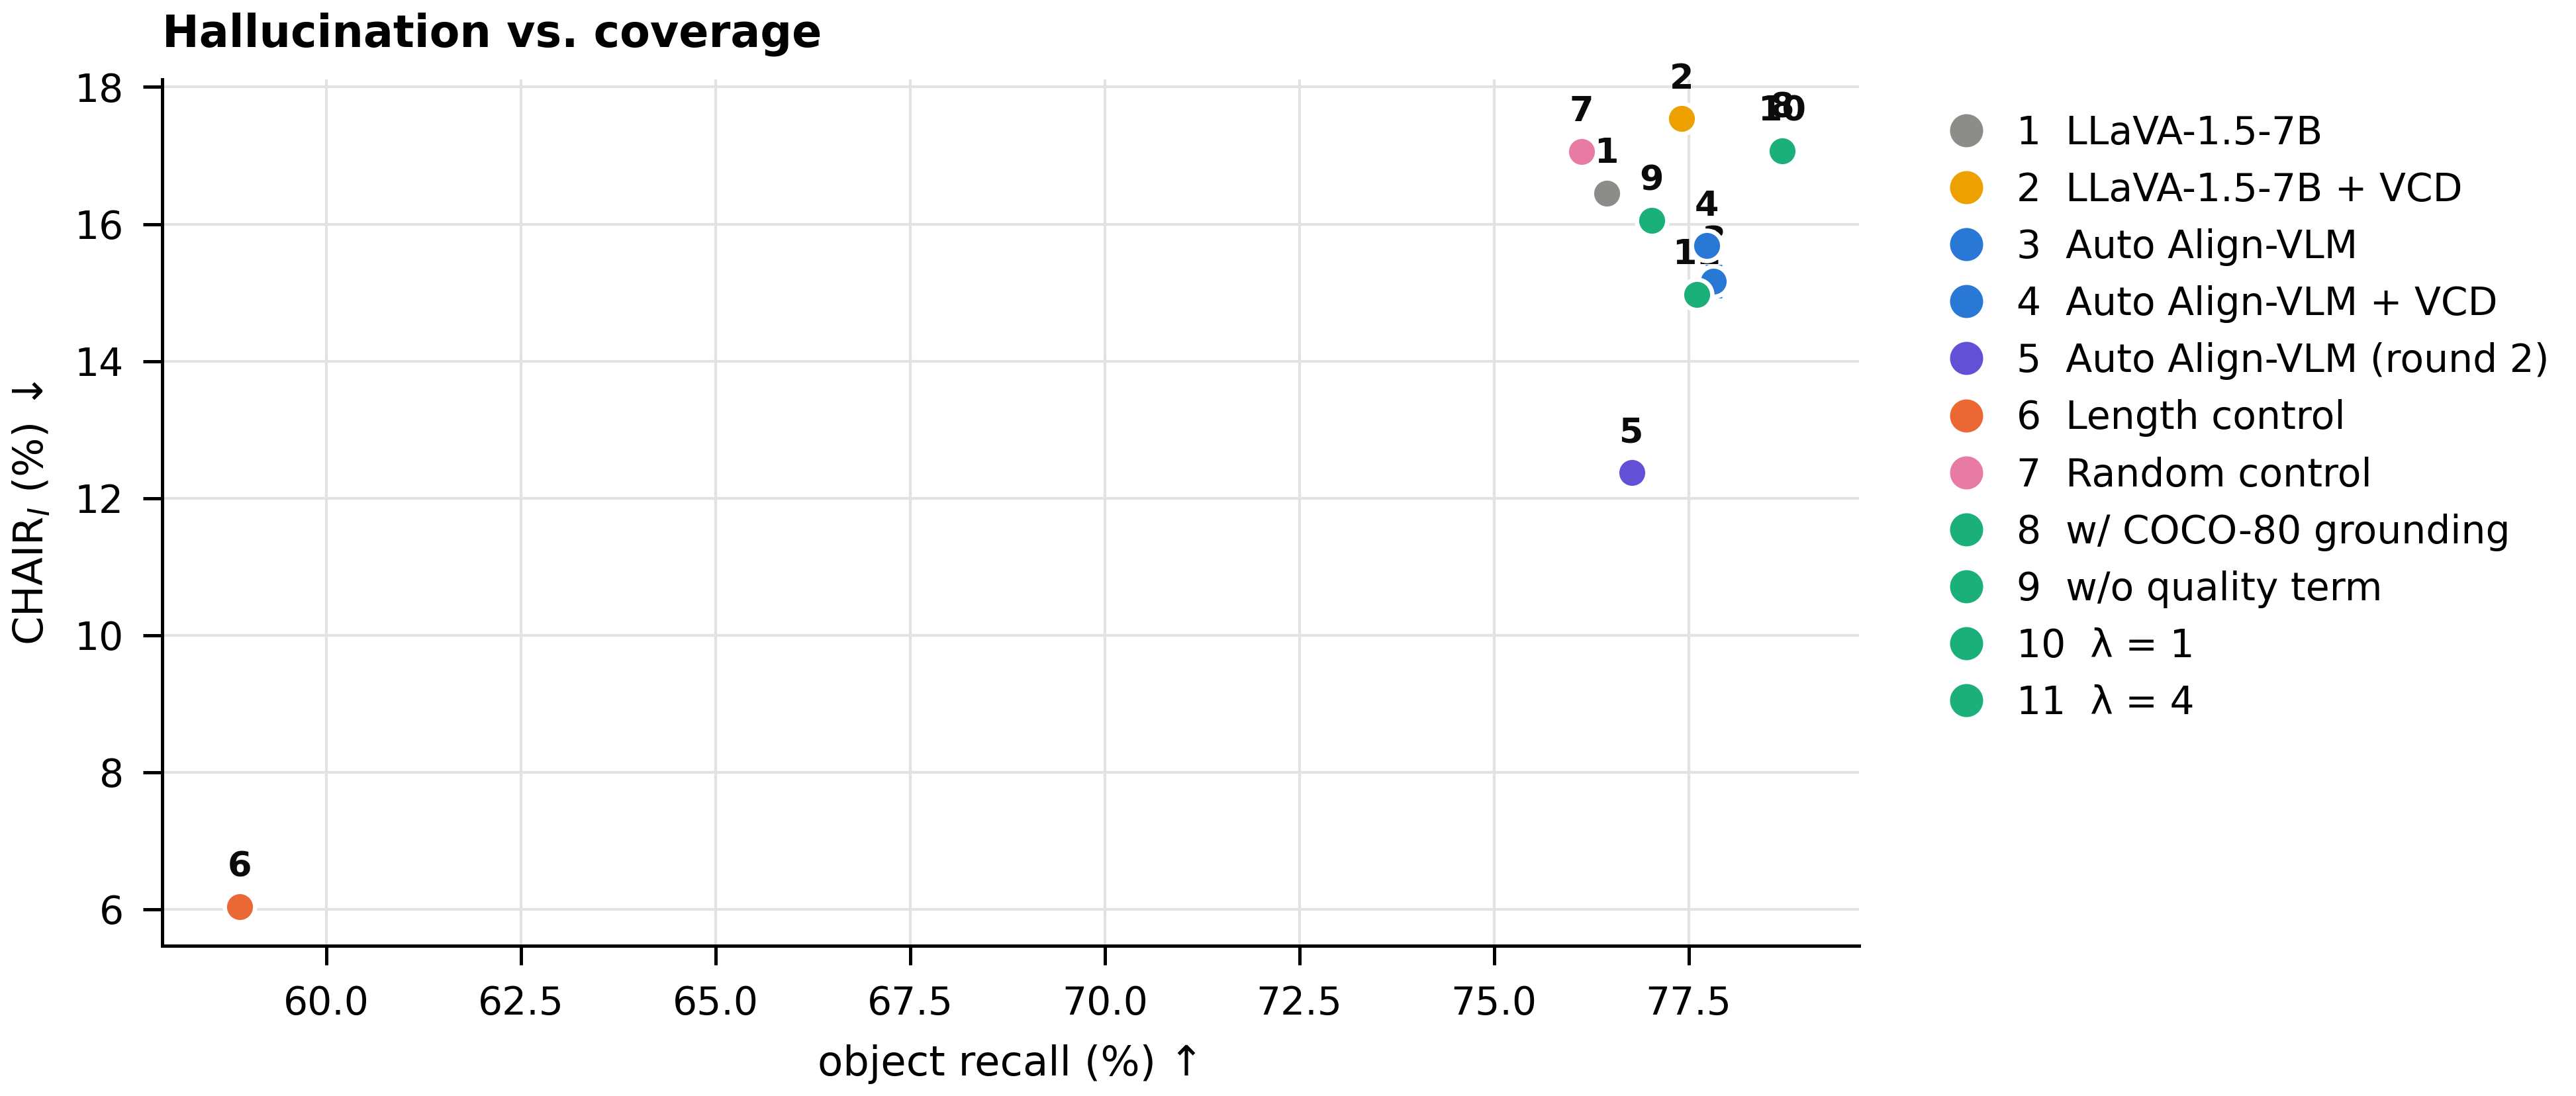 Hallucination vs. coverage
CHAIR_I (%) ↓
18
16
14
12
10
8
6
2
7
8
10
1
9
4
5
6
60.0
62.5
65.0
67.5
70.0
72.5
75.0
77.5
object recall (%) ↑
1 LLaVA-1.5-7B
2 LLaVA-1.5-7B + VCD
3 Auto Align-VLM
4 Auto Align-VLM + VCD
5 Auto Align-VLM (round 2)
6 Length control
7 Random control
8 w/ COCO-80 grounding
9 w/o quality term
10 λ = 1
11 λ = 4